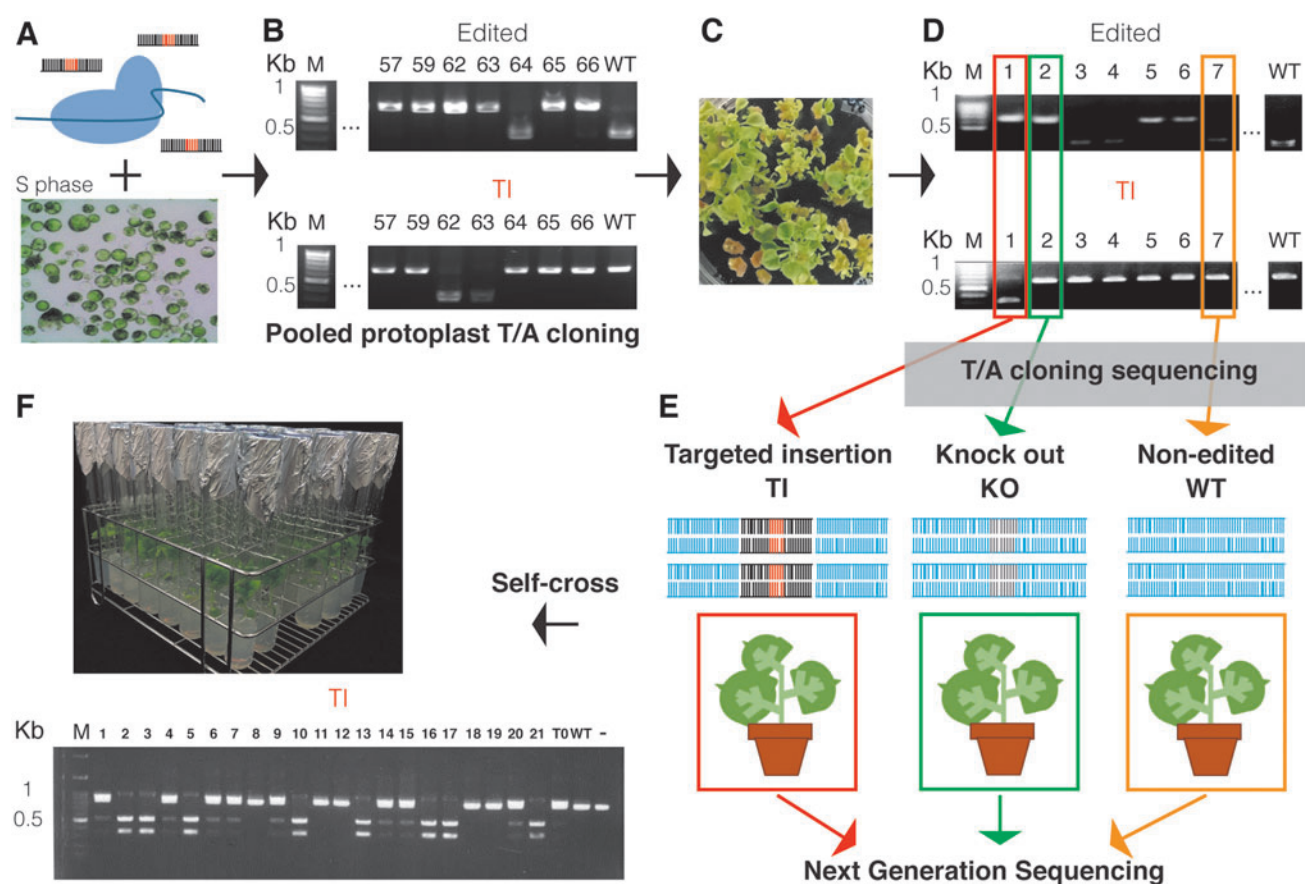 A
S phase
+
B
Edited
Kb M 57 59 62 63 64 65 66 WT
1
0.5
...
TI
Kb M 57 59 62 63 64 65 66 WT
1
0.5
...
Pooled protoplast T/A cloning
C
D
Edited
Kb M 1 2 3 4 5 6 7 WT
1
0.5
...
TI
Kb M 1 2 3 4 5 6 7 WT
1
0.5
...
T/A cloning sequencing
E
Targeted insertion
TI
Knock out
KO
Non-edited
WT
Next Generation Sequencing
Self-cross
F
TI
Kb M 1 2 3 4 5 6 7 8 9 10 11 12 13 14 15 16 17 18 19 20 21 T0 WT -
1
0.5